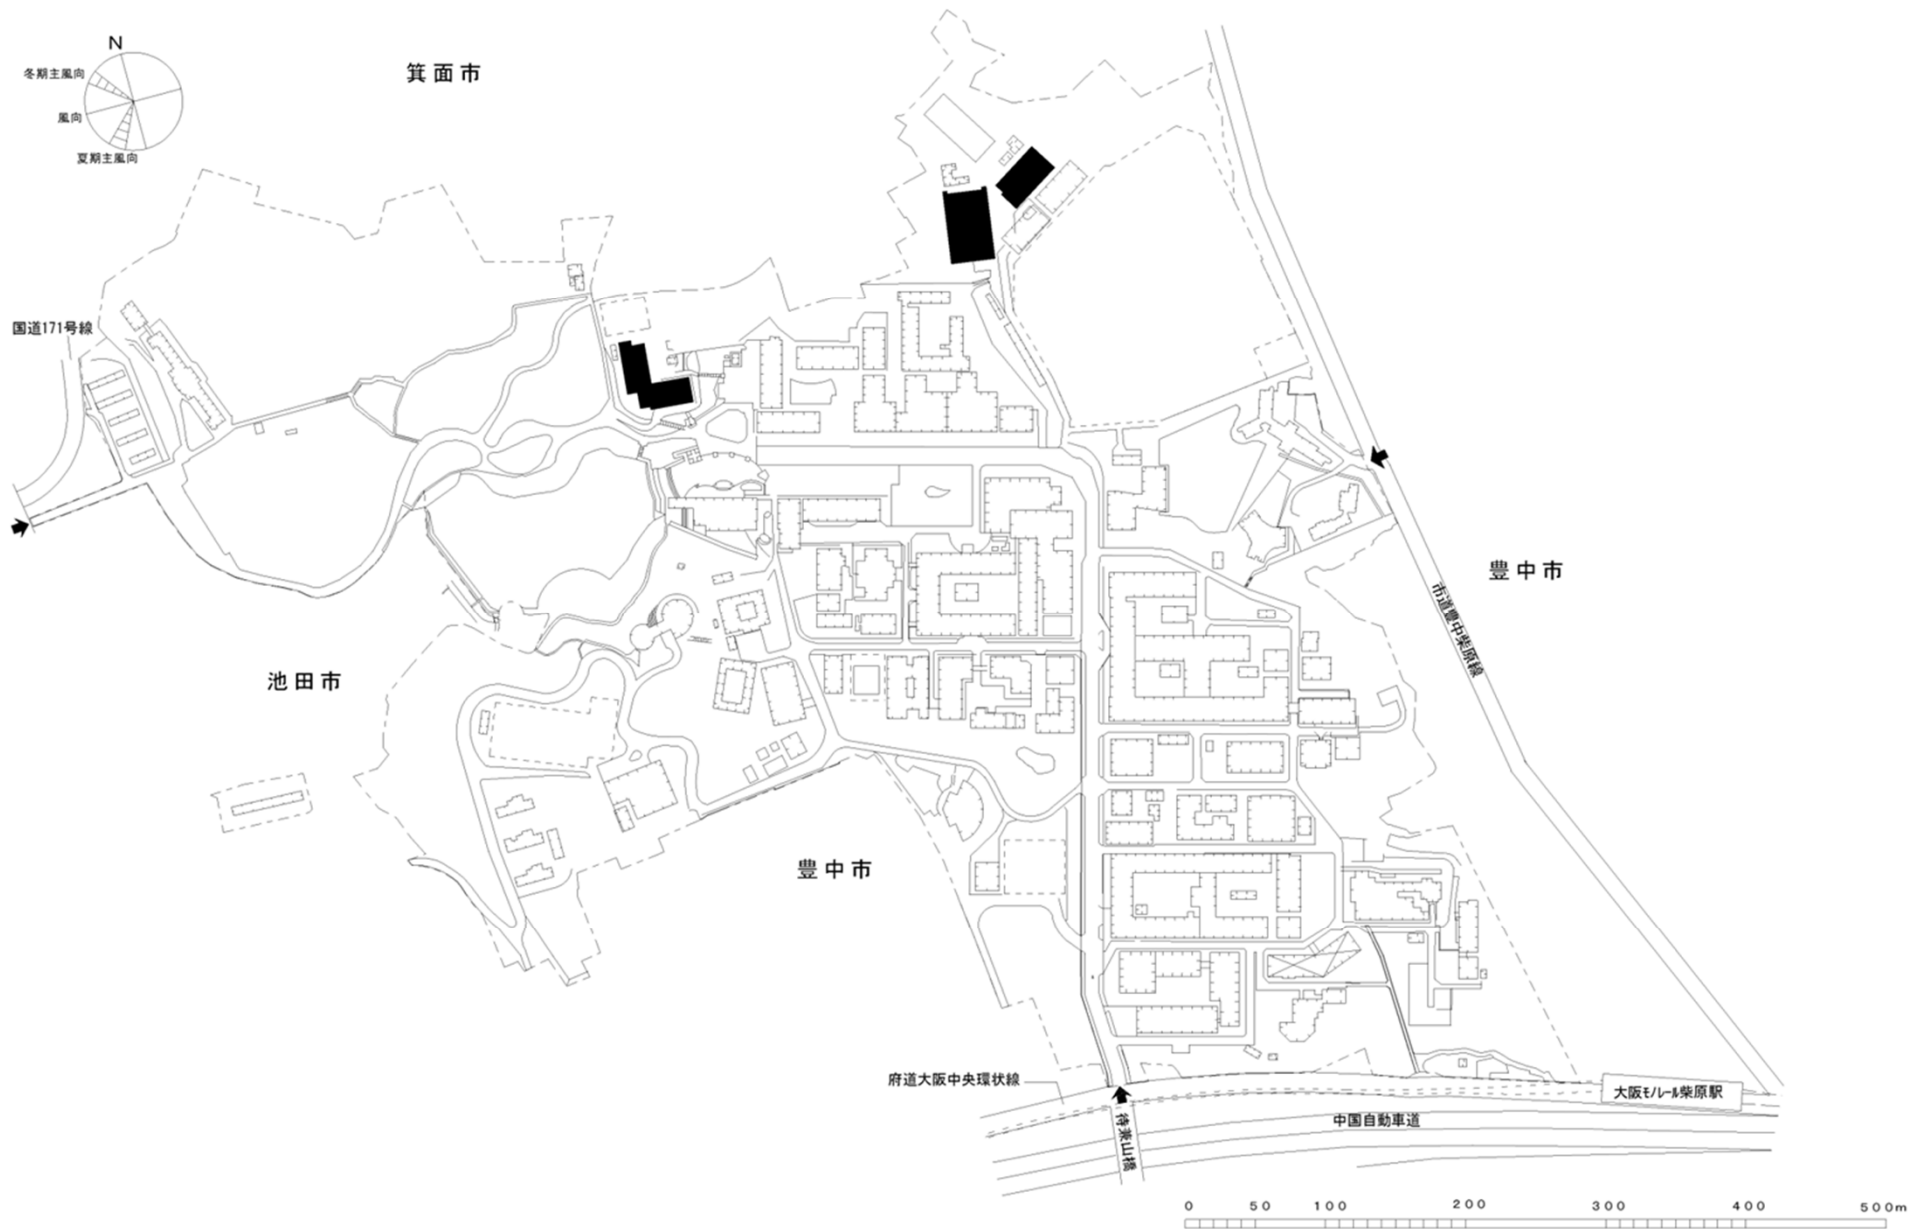 N
冬期主風向
風向
夏期主風向
箕面市
国道171号線
豊中市
市道豊中柴原線
池田市
豊中市
府道大阪中央環状線
大阪ﾓﾉﾚｰﾙ柴原駅
中国自動車道
待兼山橋
0 50 100 200 300 400 500m